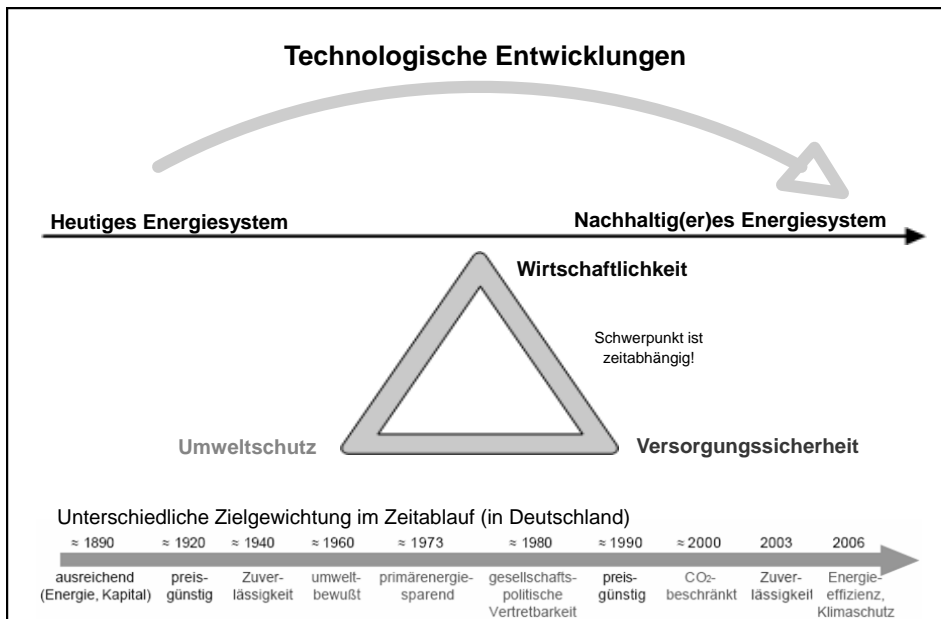 Technologische Entwicklungen
Heutiges Energiesystem
Nachhaltig(er)es Energiesystem
Wirtschaftlichkeit
Schwerpunkt ist
zeitabhängig!
Umweltschutz
Versorgungssicherheit
Unterschiedliche Zielgewichtung im Zeitablauf (in Deutschland)
≈ 1890 ≈ 1920 ≈ 1940 ≈ 1960 ≈ 1973 ≈ 1980 ≈ 1990 ≈ 2000 2003 2006
ausreichend preis- Zuver- umwelt- primärenergie- gesellschafts- preis- CO₂- Zuver- Energie-
(Energie, Kapital) günstig lässigkeit bewußt sparend politische günstig beschränkt lässigkeit effizienz,
Vertretbarkeit Klimaschutz